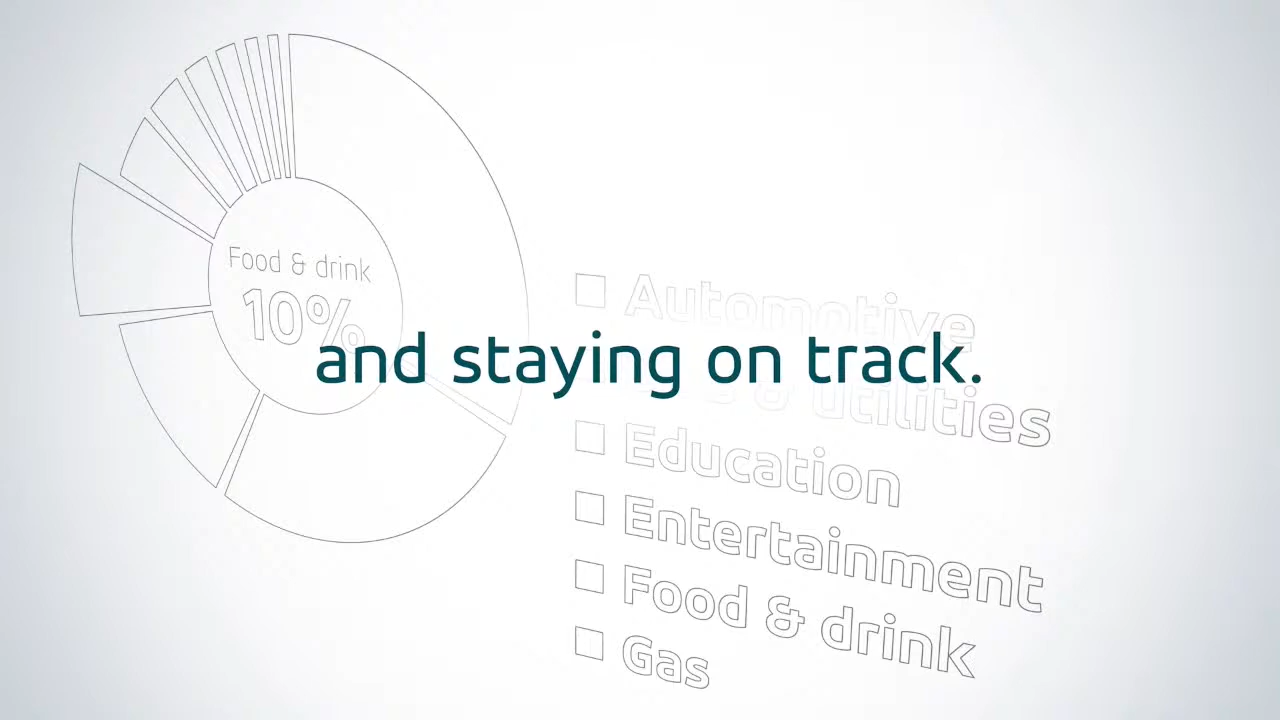 Food & drink
10%
Automotive
and staying on track.
& utilities
Education
Entertainment
Food & drink
Gas